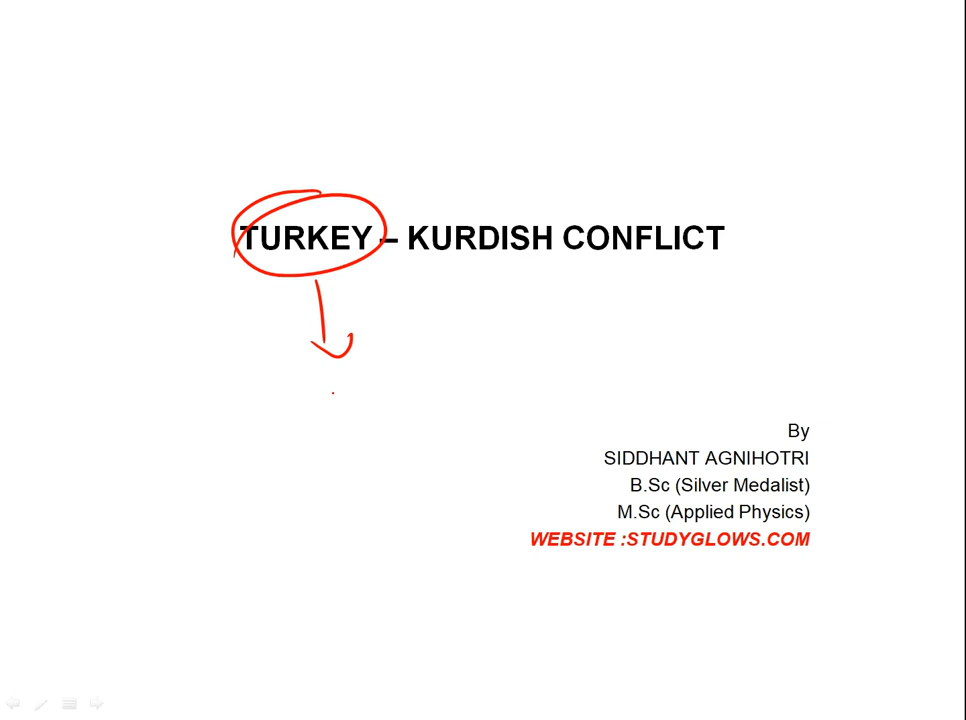 TURKEY – KURDISH CONFLICT
By
SIDDHANT AGNIHOTRI
B.Sc (Silver Medalist)
M.Sc (Applied Physics)
WEBSITE :STUDYGLOWS.COM